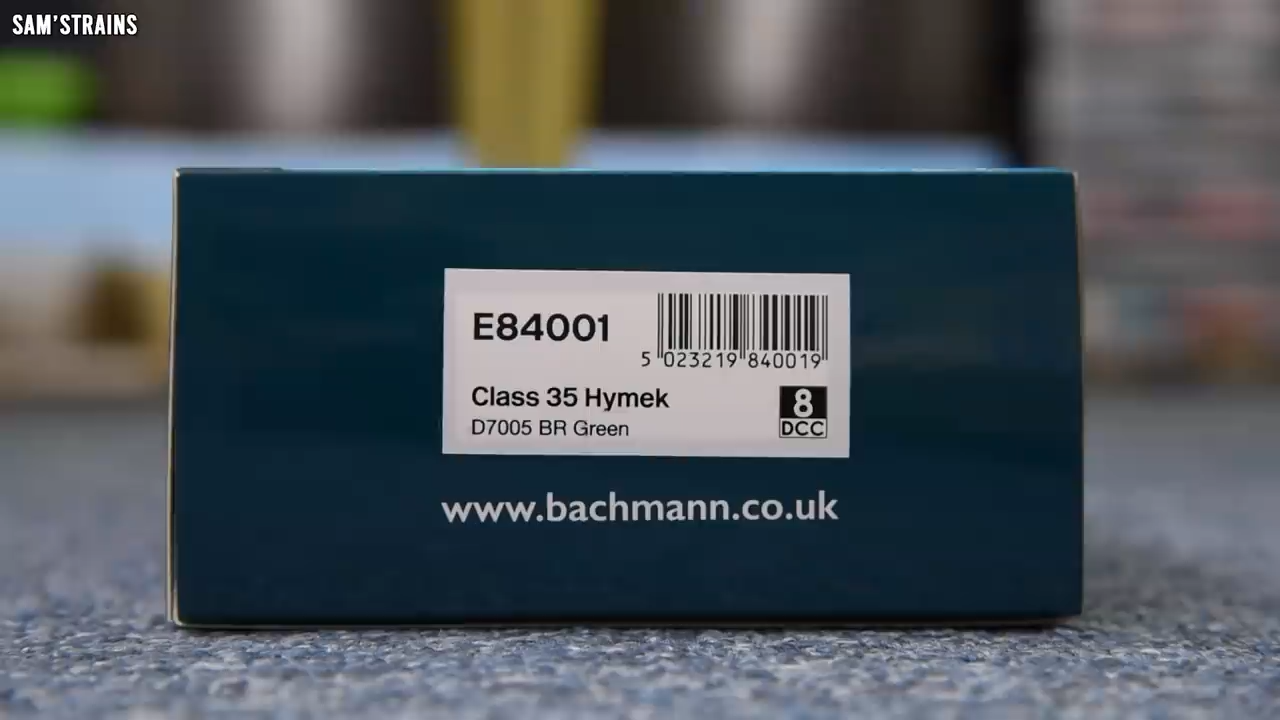 SAM'STRAINS
E84001
5 023219 840019
Class 35 Hymek
D7005 BR Green
8
DCC
www.bachmann.co.uk